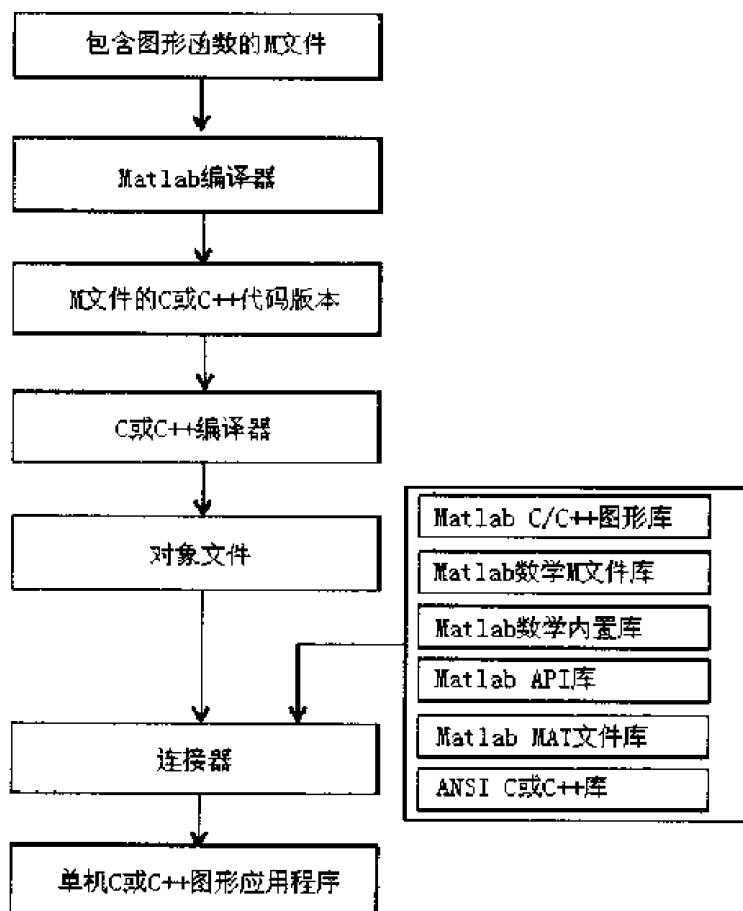 包含图形函数的M文件
Matlab编译器
M文件的C或C++代码版本
C或C++编译器
对象文件
连接器
单机C或C++图形应用程序
Matlab C/C++图形库
Matlab数学M文件库
Matlab数学内置库
Matlab API库
Matlab MAT文件库
ANSI C或C++库